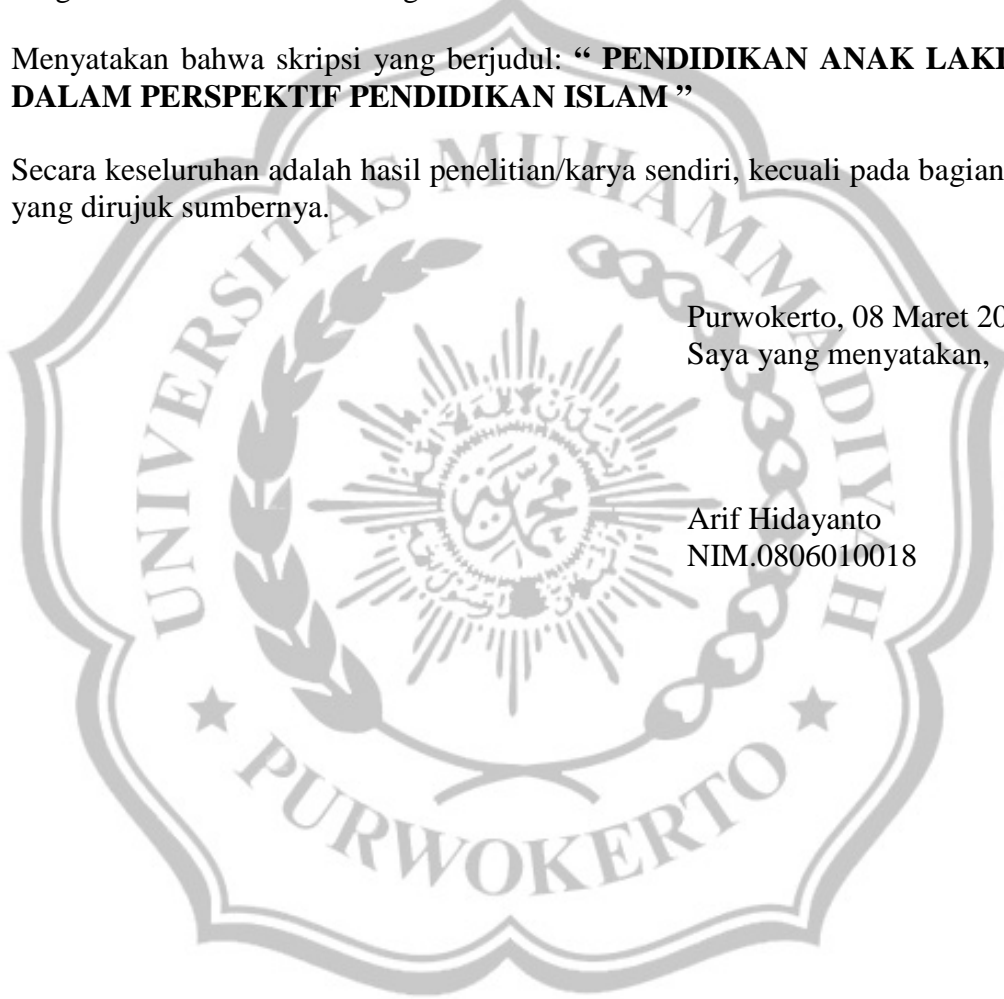 Menyatakan bahwa skripsi yang berjudul: “ PENDIDIKAN ANAK LAKI
DALAM PERSPEKTIF PENDIDIKAN ISLAM ”
Secara keseluruhan adalah hasil penelitian/karya sendiri, kecuali pada bagian
yang dirujuk sumbernya.
Purwokerto, 08 Maret 20
Saya yang menyatakan,
Arif Hidayanto
NIM.0806010018
UNIVERSITAS MUHAMMADIYAH
PURWOKERTO